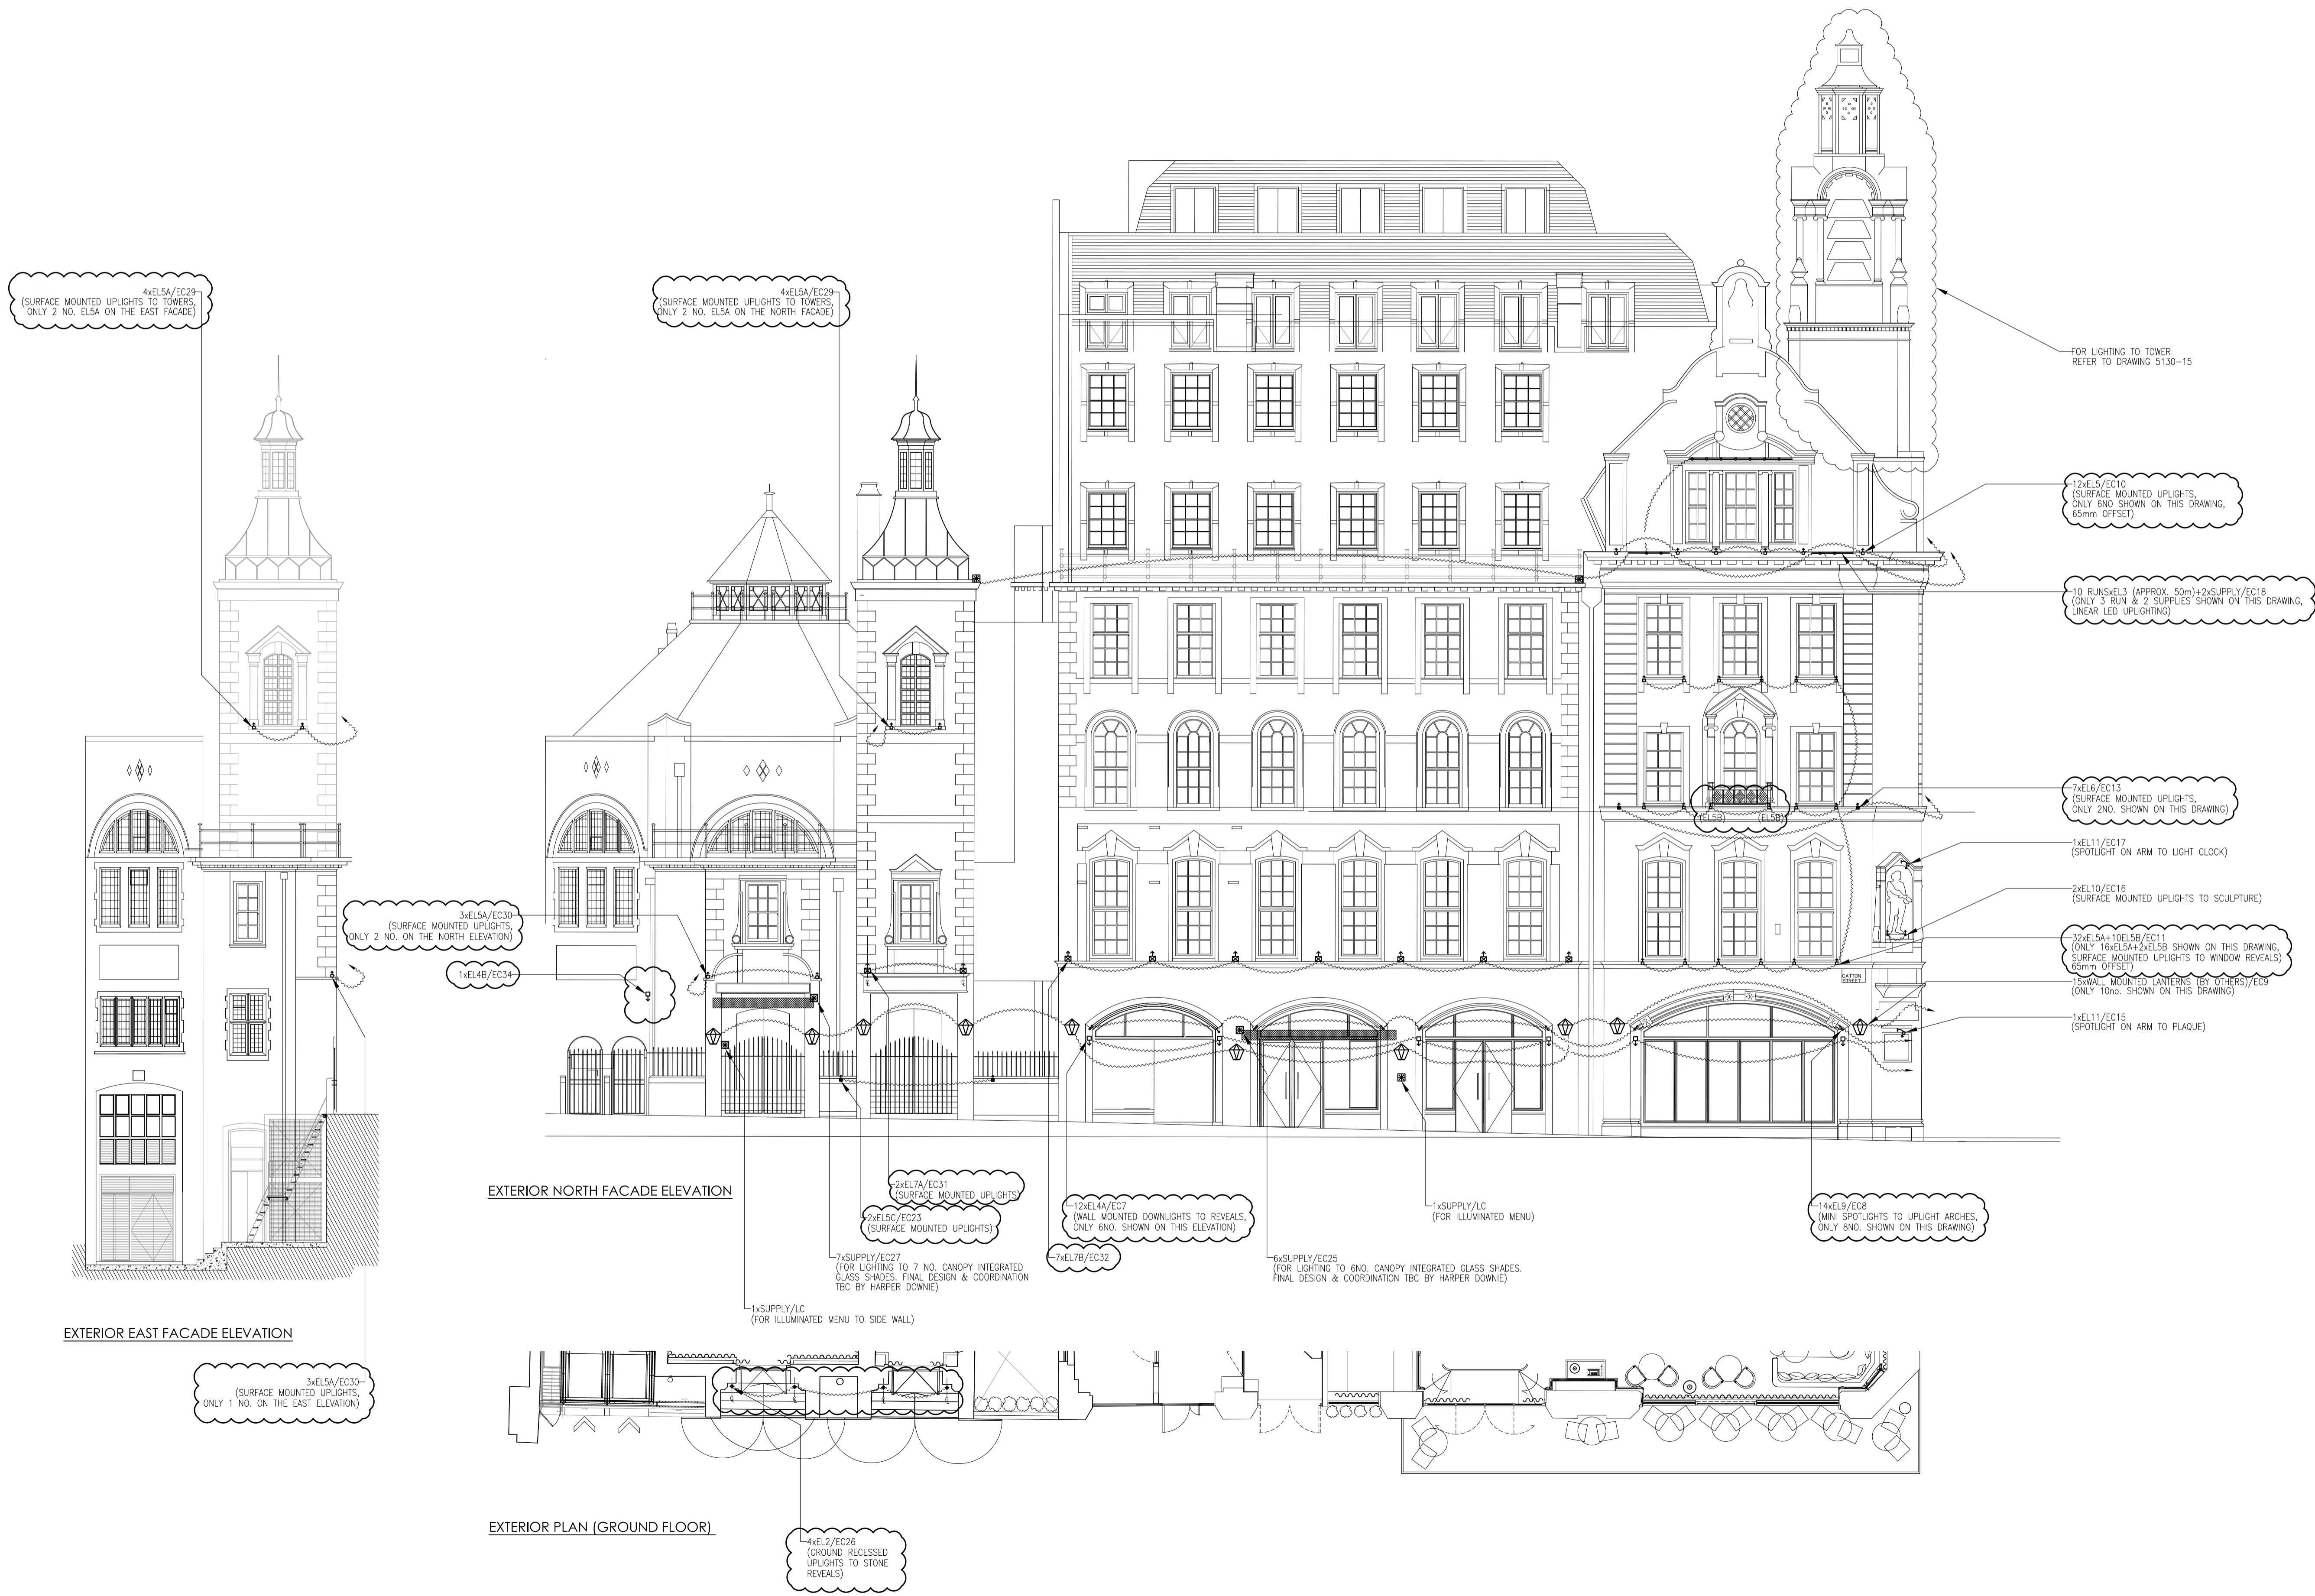 4xEL5A/EC29
(SURFACE MOUNTED UPLIGHTS TO TOWERS,
ONLY 2 NO. EL5A ON THE EAST FACADE)
4xEL5A/EC29
(SURFACE MOUNTED UPLIGHTS TO TOWERS,
ONLY 2 NO. EL5A ON THE NORTH FACADE)
FOR LIGHTING TO TOWER
REFER TO DRAWING 5130-15
12xEL5/EC10
(SURFACE MOUNTED UPLIGHTS,
ONLY 6NO SHOWN ON THIS DRAWING,
65mm OFFSET)
10 RUNSxEL3 (APPROX. 50m)+2xSUPPLY/EC18
(ONLY 3 RUN & 2 SUPPLIES SHOWN ON THIS DRAWING,
LINEAR LED UPLIGHTING)
7xEL6/EC13
(SURFACE MOUNTED UPLIGHTS,
ONLY 2NO. SHOWN ON THIS DRAWING)
(EL5B) (EL5B)
1xEL11/EC17
(SPOTLIGHT ON ARM TO LIGHT CLOCK)
2xEL10/EC16
(SURFACE MOUNTED UPLIGHTS TO SCULPTURE)
32xEL5A+10EL5B/EC11
(ONLY 16xEL5A+2xEL5B SHOWN ON THIS DRAWING,
SURFACE MOUNTED UPLIGHTS TO WINDOW REVEALS)
65mm OFFSET)
15xWALL MOUNTED LANTERNS (BY OTHERS)/EC9
(ONLY 10no. SHOWN ON THIS DRAWING)
1xEL11/EC15
(SPOTLIGHT ON ARM TO PLAQUE)
CATTON
STREET
3xEL5A/EC30
(SURFACE MOUNTED UPLIGHTS,
ONLY 2 NO. ON THE NORTH ELEVATION)
1xEL4B/EC34
EXTERIOR NORTH FACADE ELEVATION
2xEL7A/EC31
(SURFACE MOUNTED UPLIGHTS)
2xEL5C/EC23
(SURFACE MOUNTED UPLIGHTS)
7xSUPPLY/EC27
(FOR LIGHTING TO 7 NO. CANOPY INTEGRATED
GLASS SHADES. FINAL DESIGN & COORDINATION
TBC BY HARPER DOWNIE)
1xSUPPLY/LC
(FOR ILLUMINATED MENU TO SIDE WALL)
12xEL4A/EC7
(WALL MOUNTED DOWNLIGHTS TO REVEALS,
ONLY 6NO. SHOWN ON THIS ELEVATION)
7xEL7B/EC32
6xSUPPLY/EC25
(FOR LIGHTING TO 6NO. CANOPY INTEGRATED GLASS SHADES.
FINAL DESIGN & COORDINATION TBC BY HARPER DOWNIE)
1xSUPPLY/LC
(FOR ILLUMINATED MENU)
14xEL9/EC8
(MINI SPOTLIGHTS TO UPLIGHT ARCHES,
ONLY 8NO. SHOWN ON THIS DRAWING)
EXTERIOR EAST FACADE ELEVATION
3xEL5A/EC30
(SURFACE MOUNTED UPLIGHTS,
ONLY 1 NO. ON THE EAST ELEVATION)
EXTERIOR PLAN (GROUND FLOOR)
4xEL2/EC26
(GROUND RECESSED
UPLIGHTS TO STONE
REVEALS)